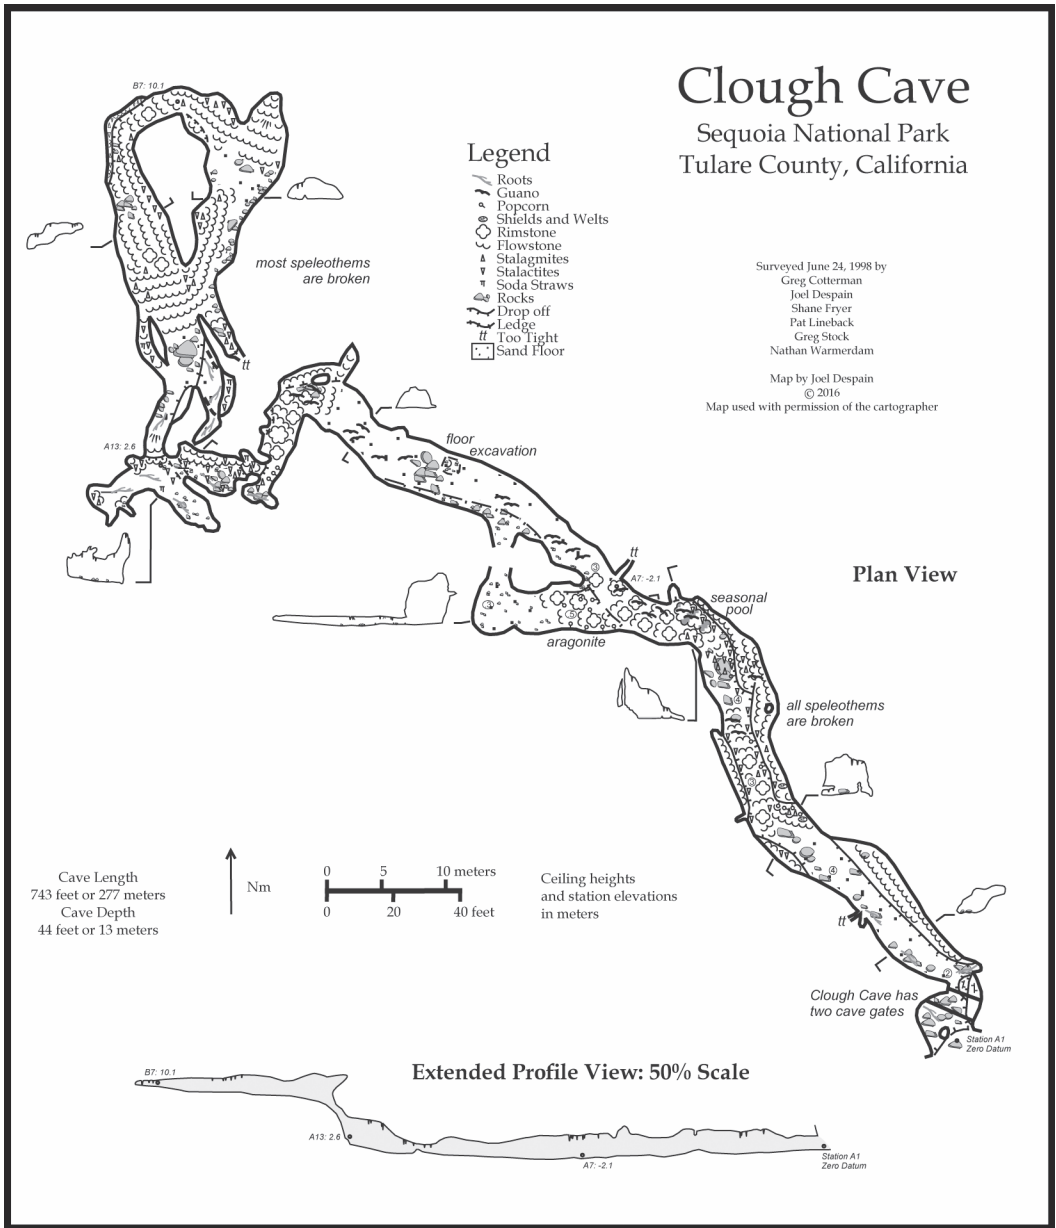 Clough Cave
Sequoia National Park
Tulare County, California
Legend
Roots
Guano
Popcorn
Shields and Welts
Rimstone
Flowstone
Stalagmites
Stalactites
Soda Straws
Rocks
Drop off
Ledge
tt Too Tight
Sand Floor
Surveyed June 24, 1998 by
Greg Cotterman
Joel Despain
Shane Fryer
Pat Lineback
Greg Stock
Nathan Warmerdam
Map by Joel Despain
© 2016
Map used with permission of the cartographer
B7: 10.1
most speleothems
are broken
tt
A13: 2.6
floor
excavation
tt
3
A7: -2.1
Plan View
seasonal
pool
3
5
aragonite
4
all speleothems
are broken
3
4
tt
2
Clough Cave has
two cave gates
Station A1
Zero Datum
Cave Length
743 feet or 277 meters
Cave Depth
44 feet or 13 meters
Nm
0 5 10 meters
0 20 40 feet
Ceiling heights
and station elevations
in meters
Extended Profile View: 50% Scale
B7: 10.1
A13: 2.6
A7: -2.1
Station A1
Zero Datum